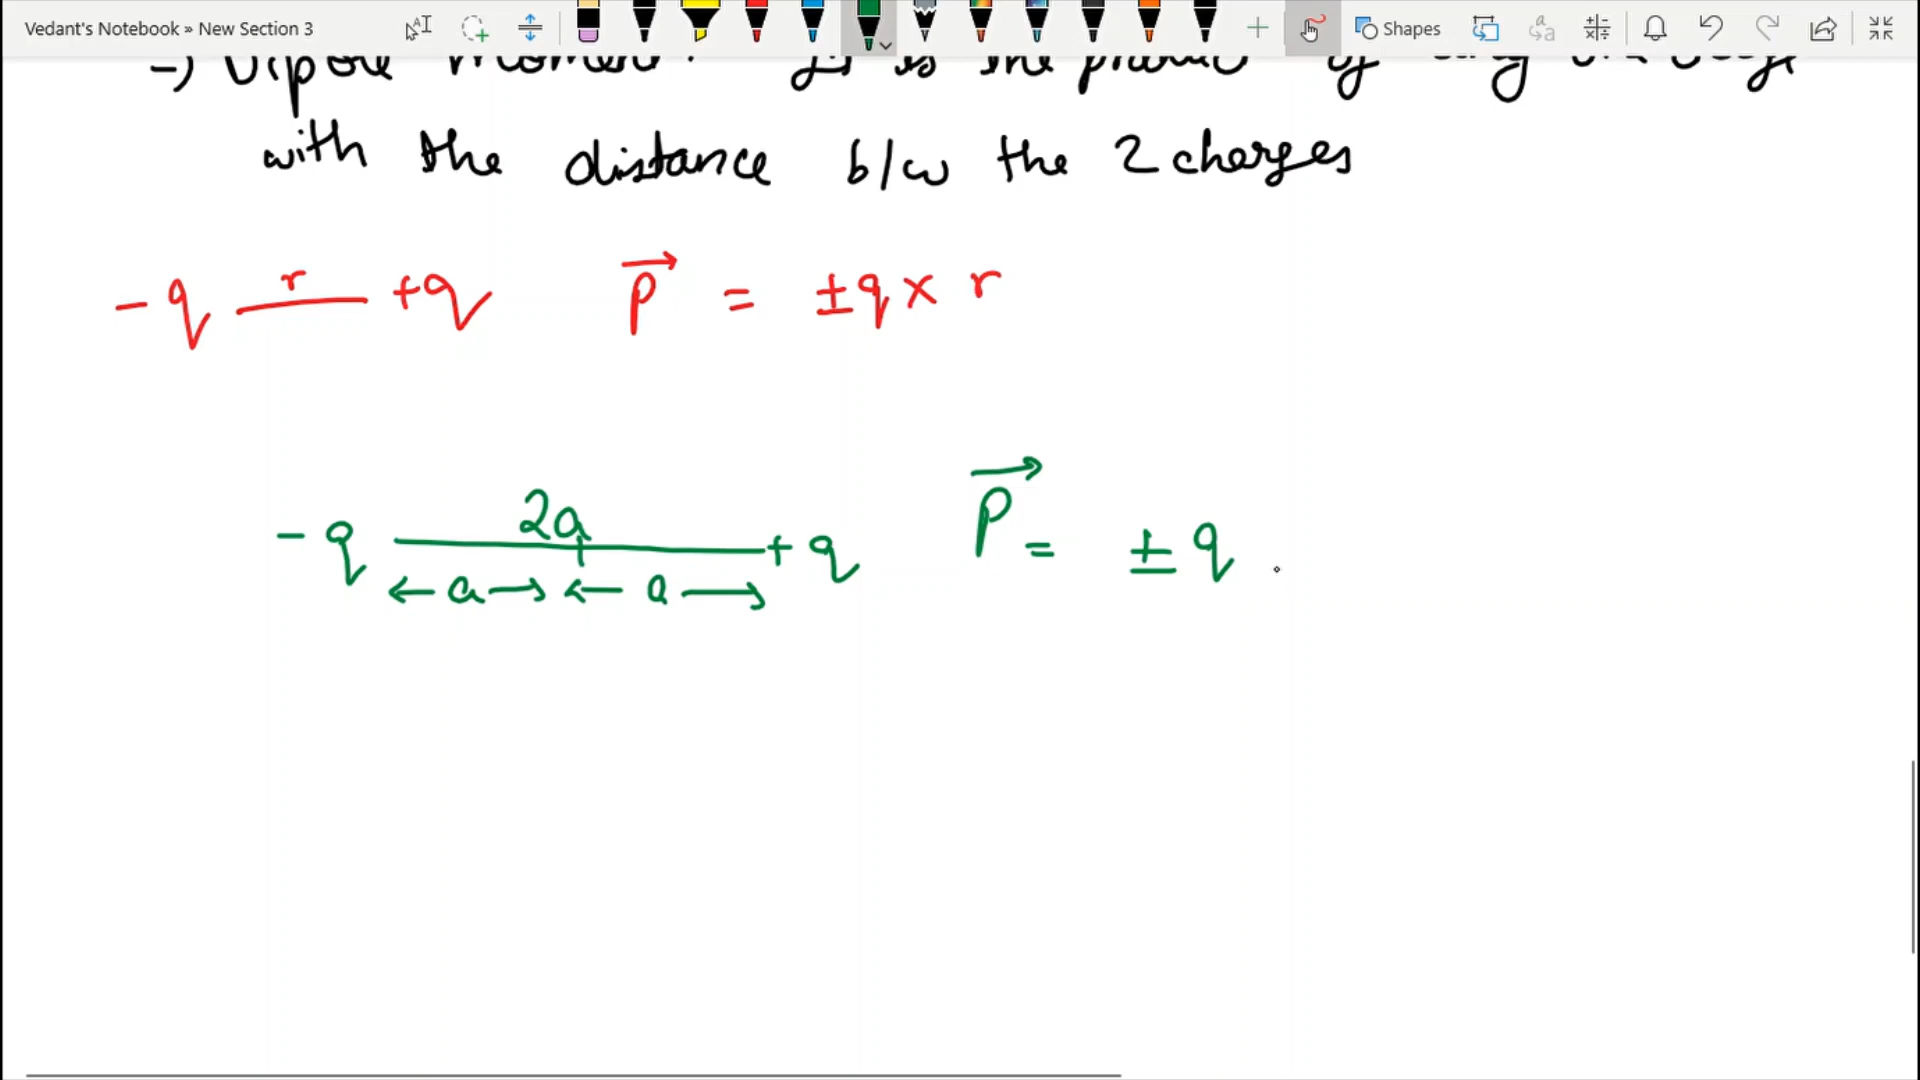 Vedant's Notebook » New Section 3 Shapes
with the distance b/w the 2 charges
-q r +q p = ±q × r
2a
-q +q p = ±q
a a